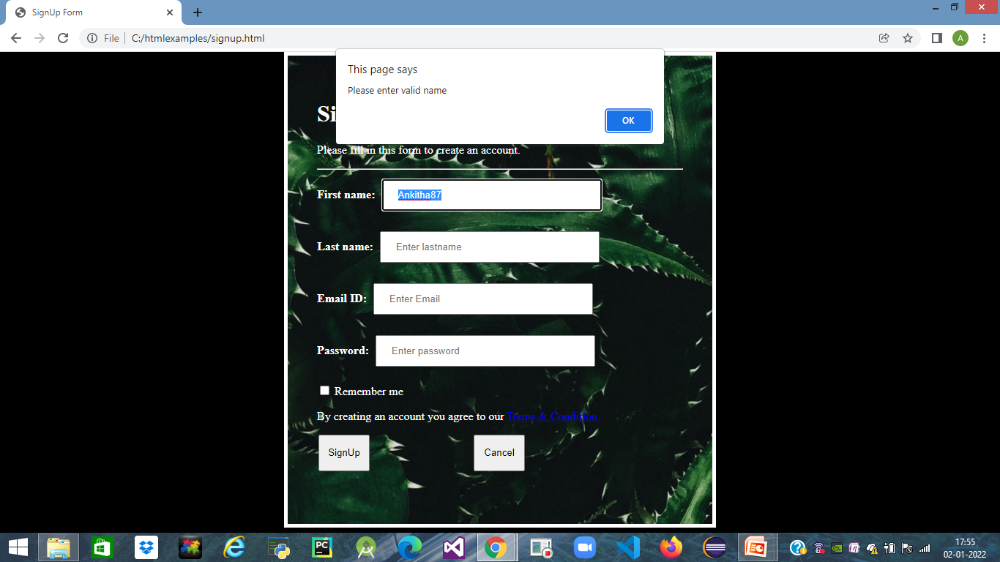 SignUp Form
File
C:/htmlexamples/signup.html
A
This page says
Please enter valid name
OK
Si
Please fill in this form to create an account.
First name: Ankitha87
Last name: Enter lastname
Email ID: Enter Email
Password: Enter password
Remember me
By creating an account you agree to our Terms & Condition
SignUp Cancel
PC
17:55
02-01-2022